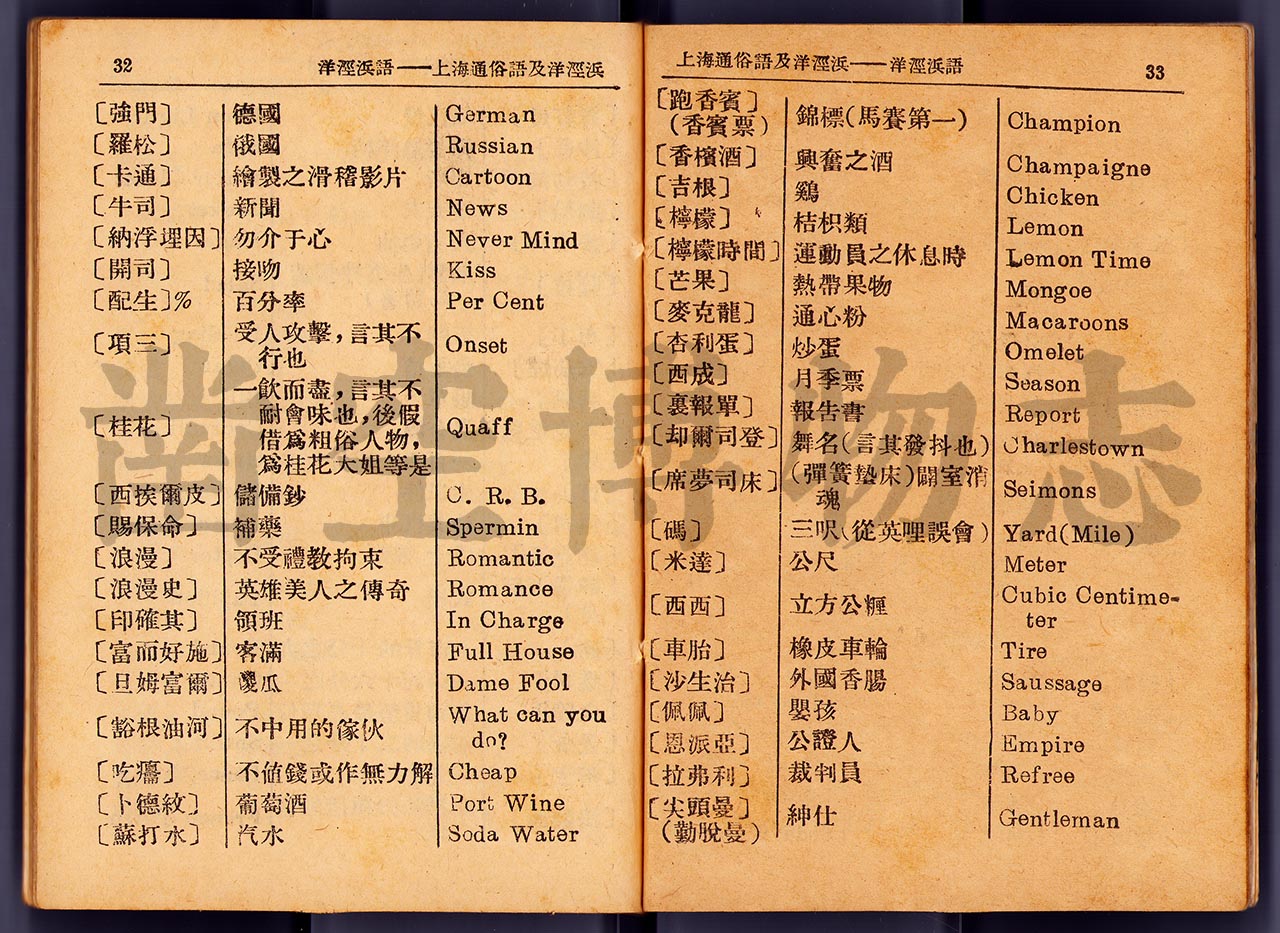 32
洋涇浜語——上海通俗語及洋涇浜
[強門] 德國 German
[羅松] 俄國 Russian
[卡通] 繪製之滑稽影片 Cartoon
[牛司] 新聞 News
[納浮埋因] 勿介于心 Never Mind
[開司] 接吻 Kiss
[配生]% 百分率 Per Cent
[項三] 受人攻擊,言其不
行也 Onset
[桂花] 一飲而盡,言其不
耐會味也,後假
借爲粗俗人物,
爲桂花大姐等是 Quaff
[西挨爾皮] 儲備鈔 C. R. B.
[賜保命] 補藥 Spermin
[浪漫] 不受禮教拘束 Romantic
[浪漫史] 英雄美人之傳奇 Romance
[印確其] 領班 In Charge
[富而好施] 客滿 Full House
[旦姆富爾] 傻瓜 Dame Fool
[豁根油河] 不中用的傢伙 What can you
do?
[吃癟] 不値錢或作無力解 Cheap
[卜德紋] 葡萄酒 Port Wine
[蘇打水] 汽水 Soda Water
上海通俗語及洋涇浜——洋涇浜語
33
[跑香賓]
(香賓票) 錦標(馬賽第一) Champion
[香檳酒] 興奮之酒 Champaigne
[吉根] 鷄 Chicken
[檸檬] 桔枳類 Lemon
[檸檬時間] 運動員之休息時 Lemon Time
[芒果] 熱帶果物 Mongoe
[麥克龍] 通心粉 Macaroons
[杏利蛋] 炒蛋 Omelet
[西成] 月季票 Season
[裏報單] 報告書 Report
[却爾司登] 舞名(言其發抖也) Charlestown
[席夢司床] (彈簧墊床)闢室消
魂 Seimons
[碼] 三呎(從英哩誤會) Yard(Mile)
[米達] 公尺 Meter
[西西] 立方公糎 Cubic Centime-
ter
[車胎] 橡皮車輪 Tire
[沙生治] 外國香腸 Saussage
[佩佩] 嬰孩 Baby
[恩派亞] 公證人 Empire
[拉弗利] 裁判員 Refree
[尖頭曼]
(勤脫曼) 紳仕 Gentleman
凿空博物志